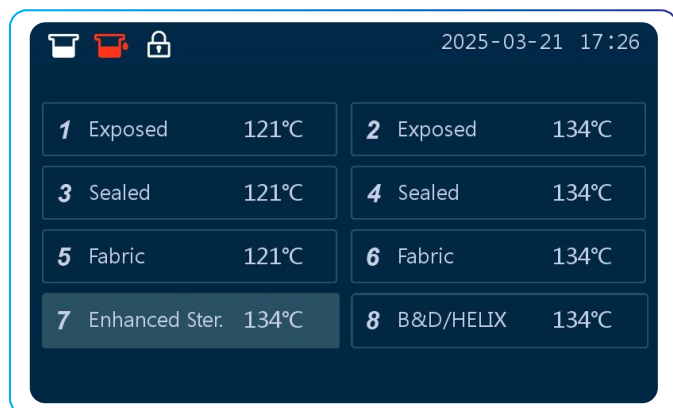 2025-03-21 17:26
1 Exposed 121℃ 2 Exposed 134℃
3 Sealed 121℃ 4 Sealed 134℃
5 Fabric 121℃ 6 Fabric 134℃
7 Enhanced Ster. 134℃ 8 B&D/HELIX 134℃